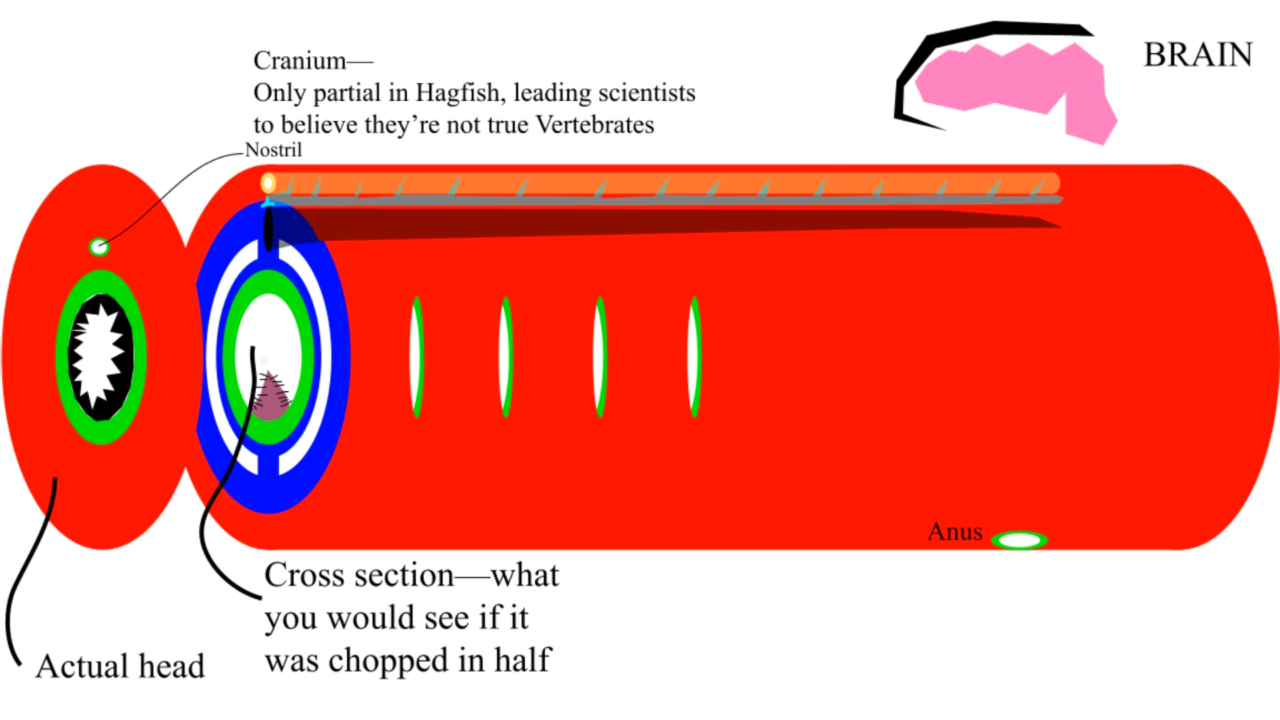 Cranium—
Only partial in Hagfish, leading scientists
to believe they’re not true Vertebrates
Nostril
BRAIN
Anus
Cross section—what
you would see if it
was chopped in half
Actual head